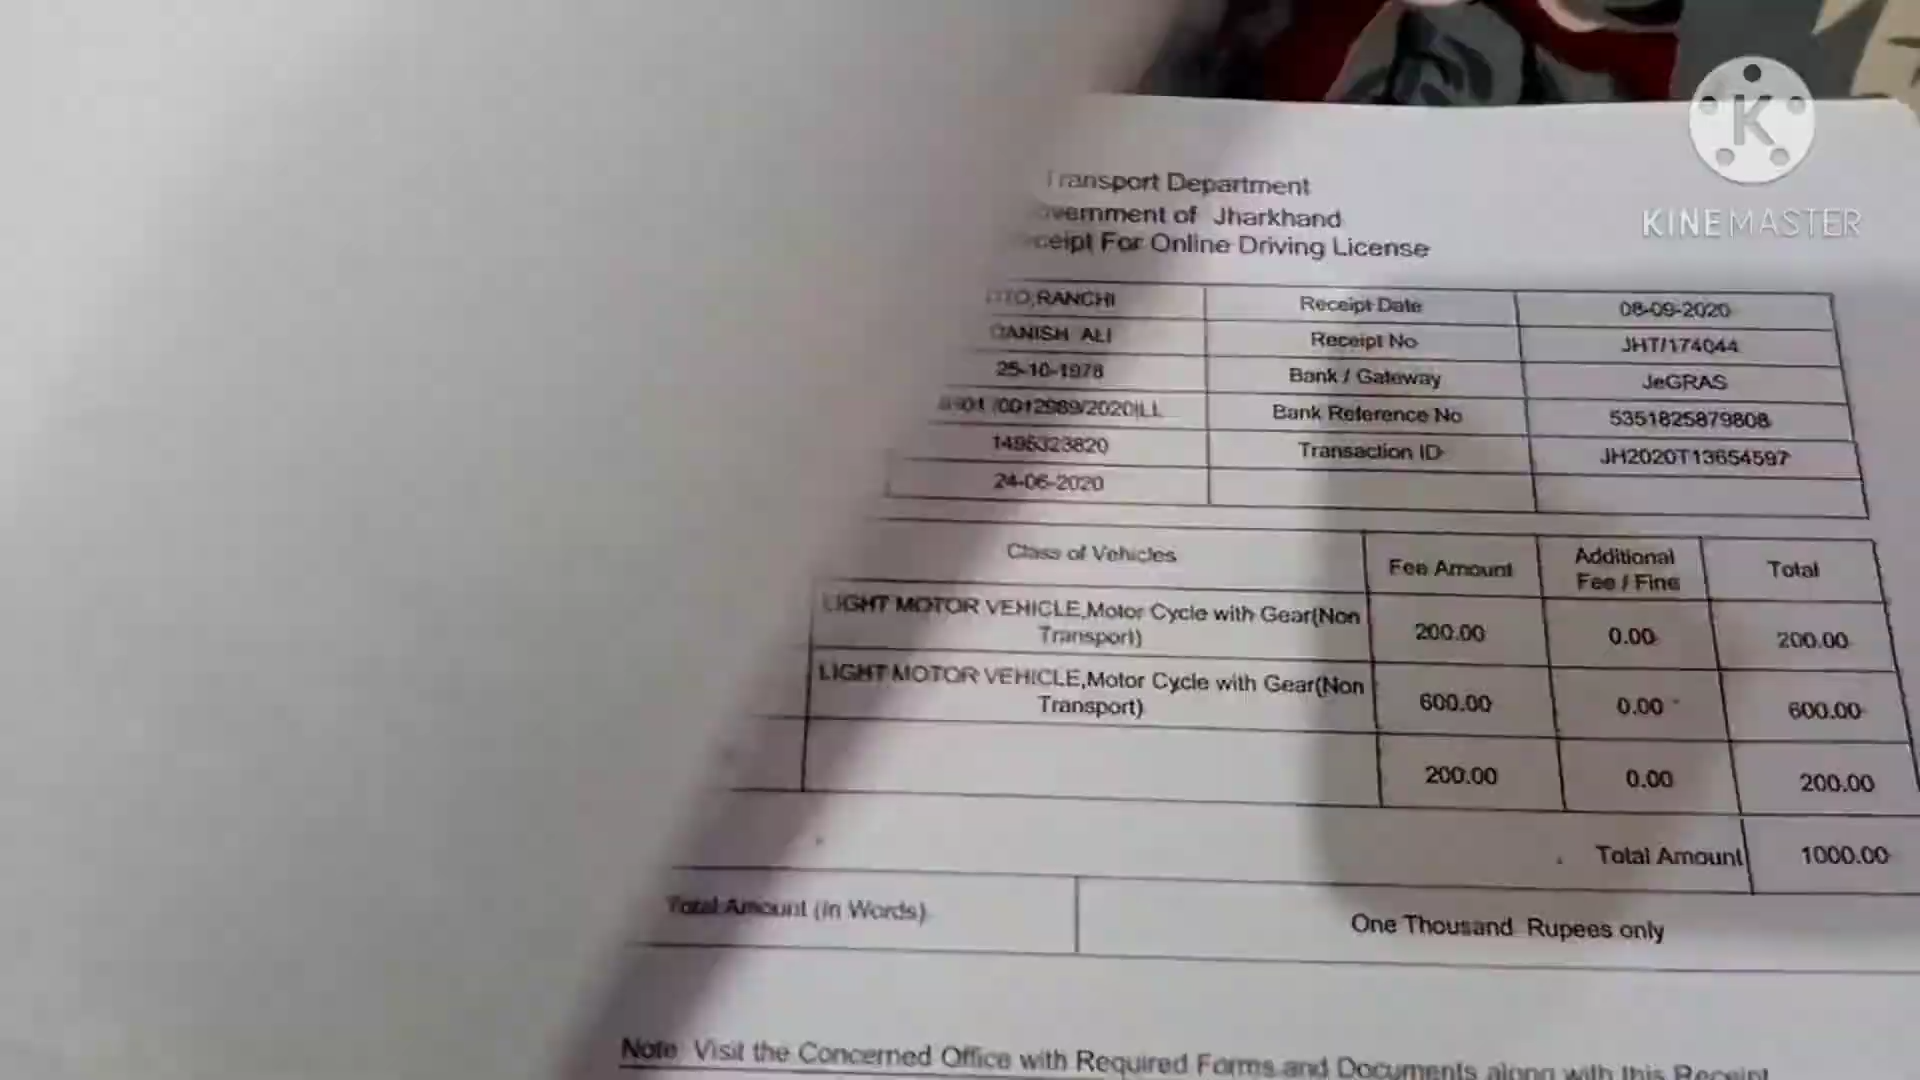 KINEMASTER
Transport Department
Government of Jharkhand
Receipt For Online Driving License
DTO,RANCHI Receipt Date 08-09-2020
DANISH ALI Receipt No JHT/174044
25-10-1978 Bank / Gateway JeGRAS
Bank Reference No 5351825879808
1495323820 Transaction ID JH2020T13654597
24-06-2020
Class of Vehicles Fee Amount Additional Fee / Fine Total
LIGHT MOTOR VEHICLE,Motor Cycle with Gear(Non Transport) 200.00 0.00 200.00
LIGHT MOTOR VEHICLE,Motor Cycle with Gear(Non Transport) 600.00 0.00 600.00
200.00 0.00 200.00
Total Amount 1000.00
Total Amount (In Words) One Thousand Rupees only
Note: Visit the Concerned Office with Required Forms and Documents along with this Receipt